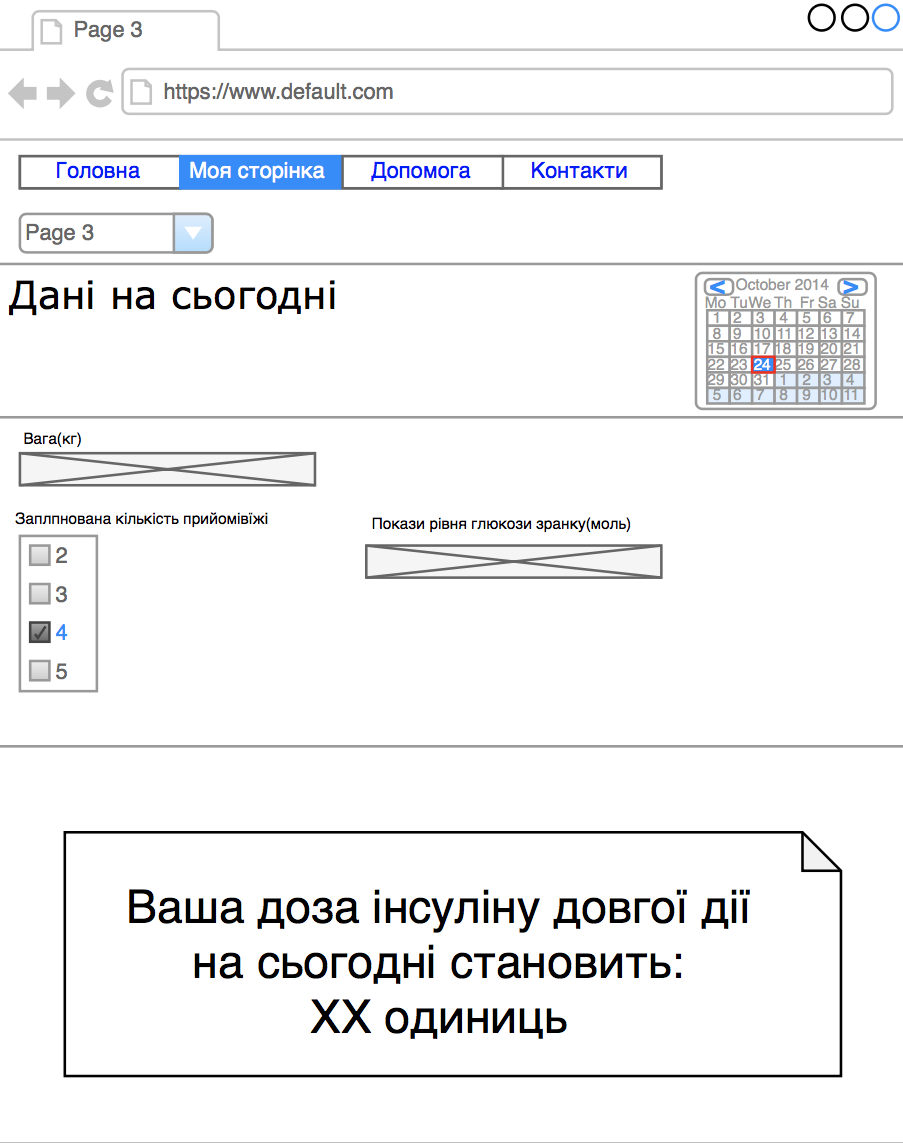 Page 3
https://www.default.com
Головна Моя сторінка Допомога Контакти
Page 3
Дані на сьогодні
< October 2014 >
Mo Tu We Th Fr Sa Su
1 2 3 4 5 6 7
8 9 10 11 12 13 14
15 16 17 18 19 20 21
22 23 24 25 26 27 28
29 30 31 1 2 3 4
5 6 7 8 9 10 11
Вага(кг)
Заплпнована кількість прийомівїжі
Покази рівня глюкози зранку(моль)
2
3
4
5
Ваша доза інсуліну довгої дії
на сьогодні становить:
XX одиниць